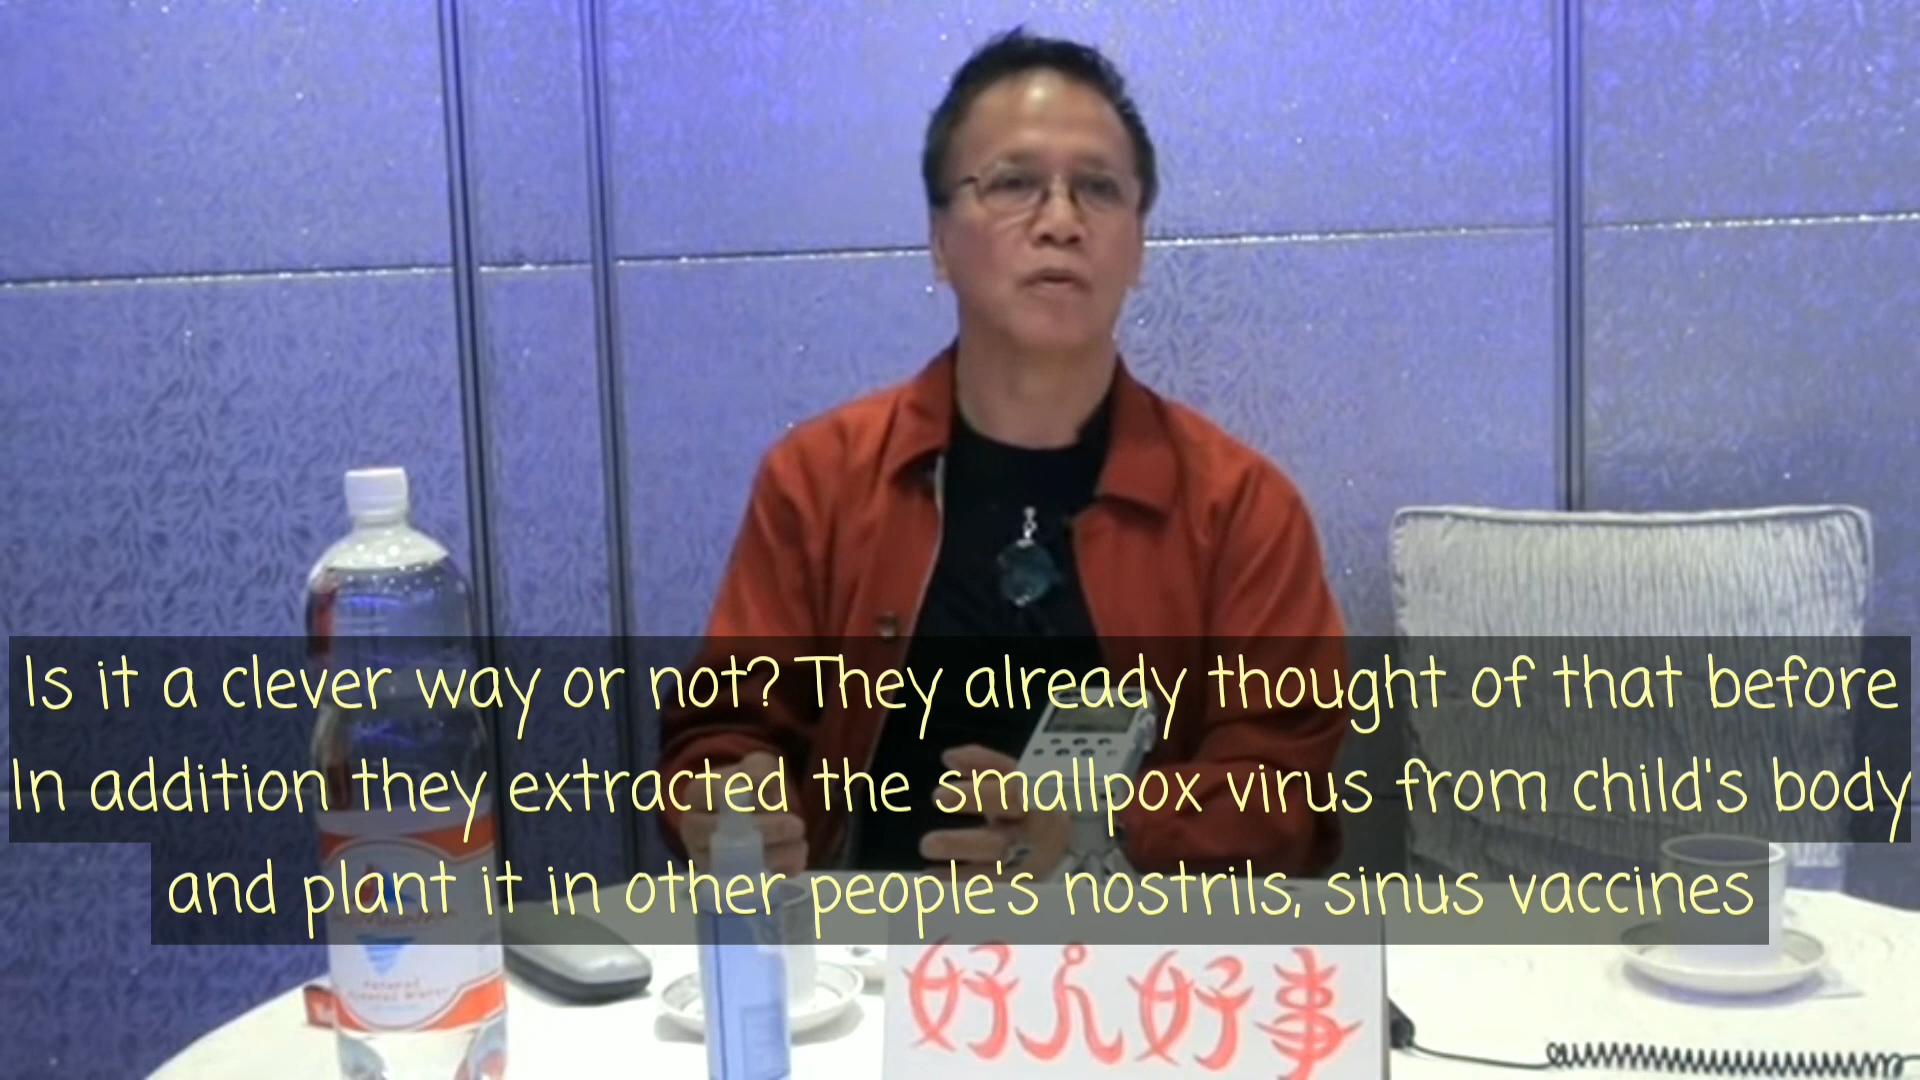 Is it a clever way or not? They already thought of that before
In addition they extracted the smallpox virus from child's body
and plant it in other people's nostrils, sinus vaccines
好人好事